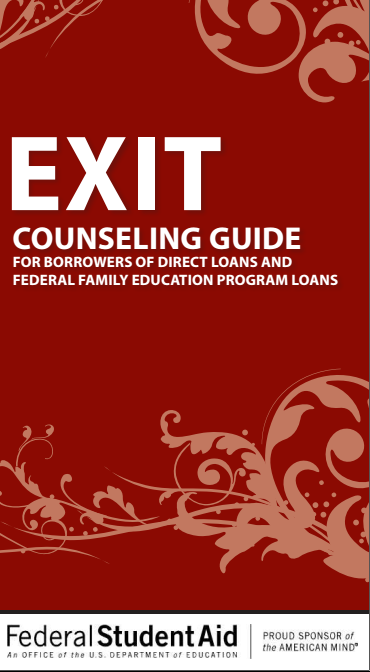 EXIT
COUNSELING GUIDE
FOR BORROWERS OF DIRECT LOANS AND
FEDERAL FAMILY EDUCATION PROGRAM LOANS
Federal Student Aid
An OFFICE of the U.S. DEPARTMENT of EDUCATION
PROUD SPONSOR of
the AMERICAN MIND®